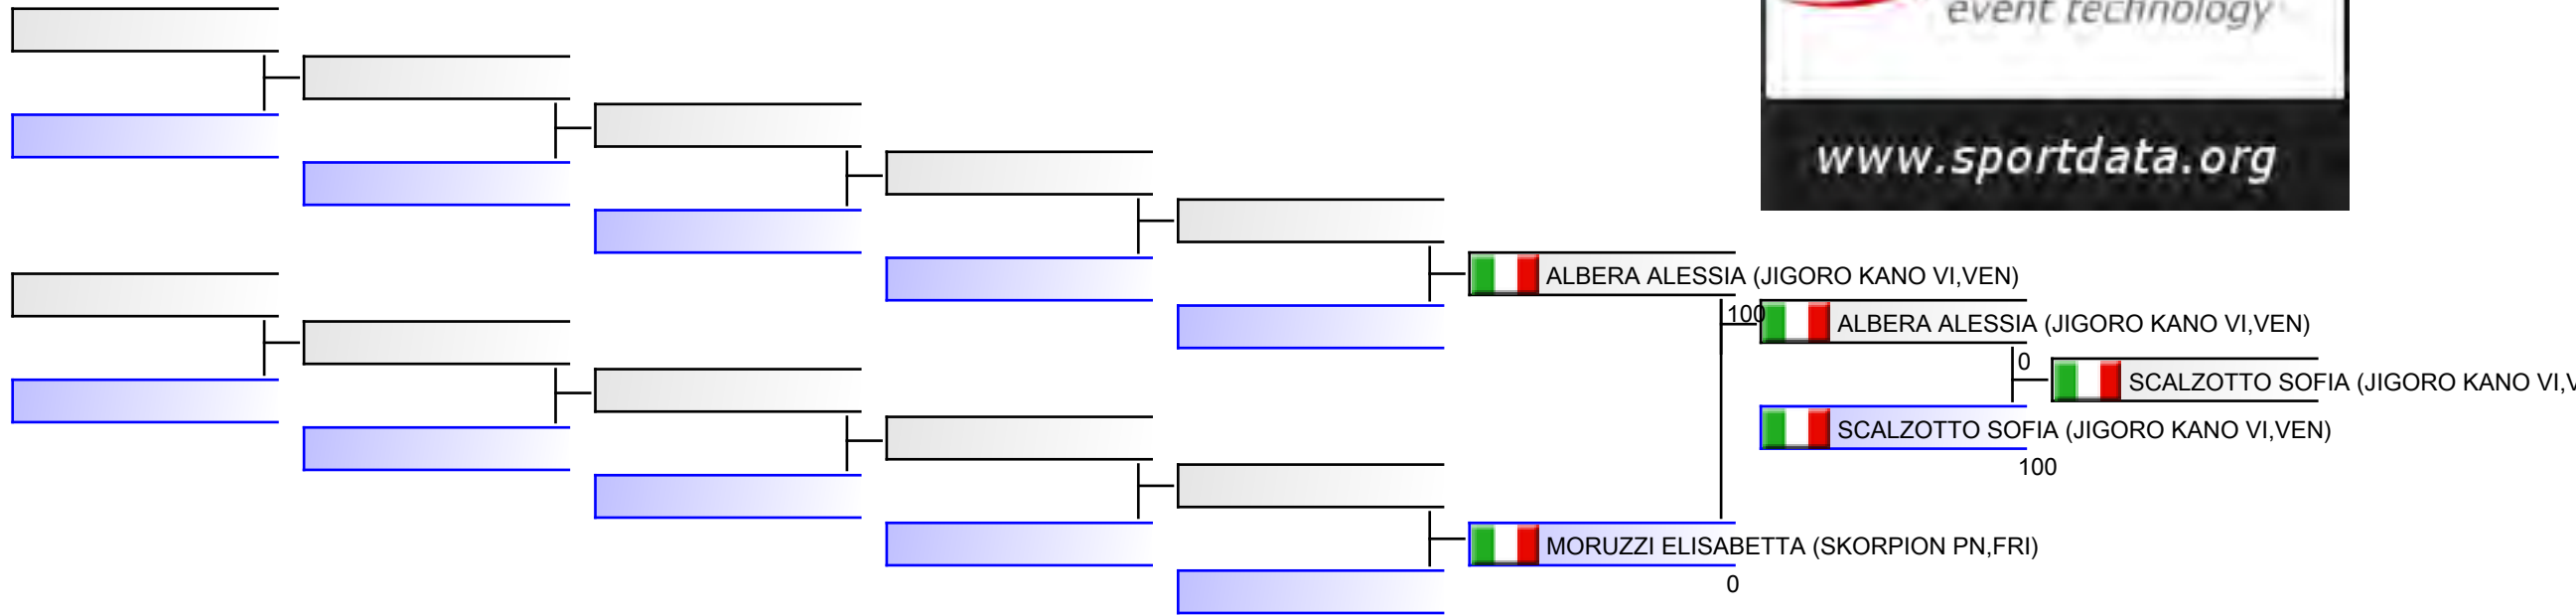 event technology
www.sportdata.org
ALBERA ALESSIA (JIGORO KANO VI,VEN)
100
ALBERA ALESSIA (JIGORO KANO VI,VEN)
0
SCALZOTTO SOFIA (JIGORO KANO VI,V
SCALZOTTO SOFIA (JIGORO KANO VI,VEN)
100
MORUZZI ELISABETTA (SKORPION PN,FRI)
0